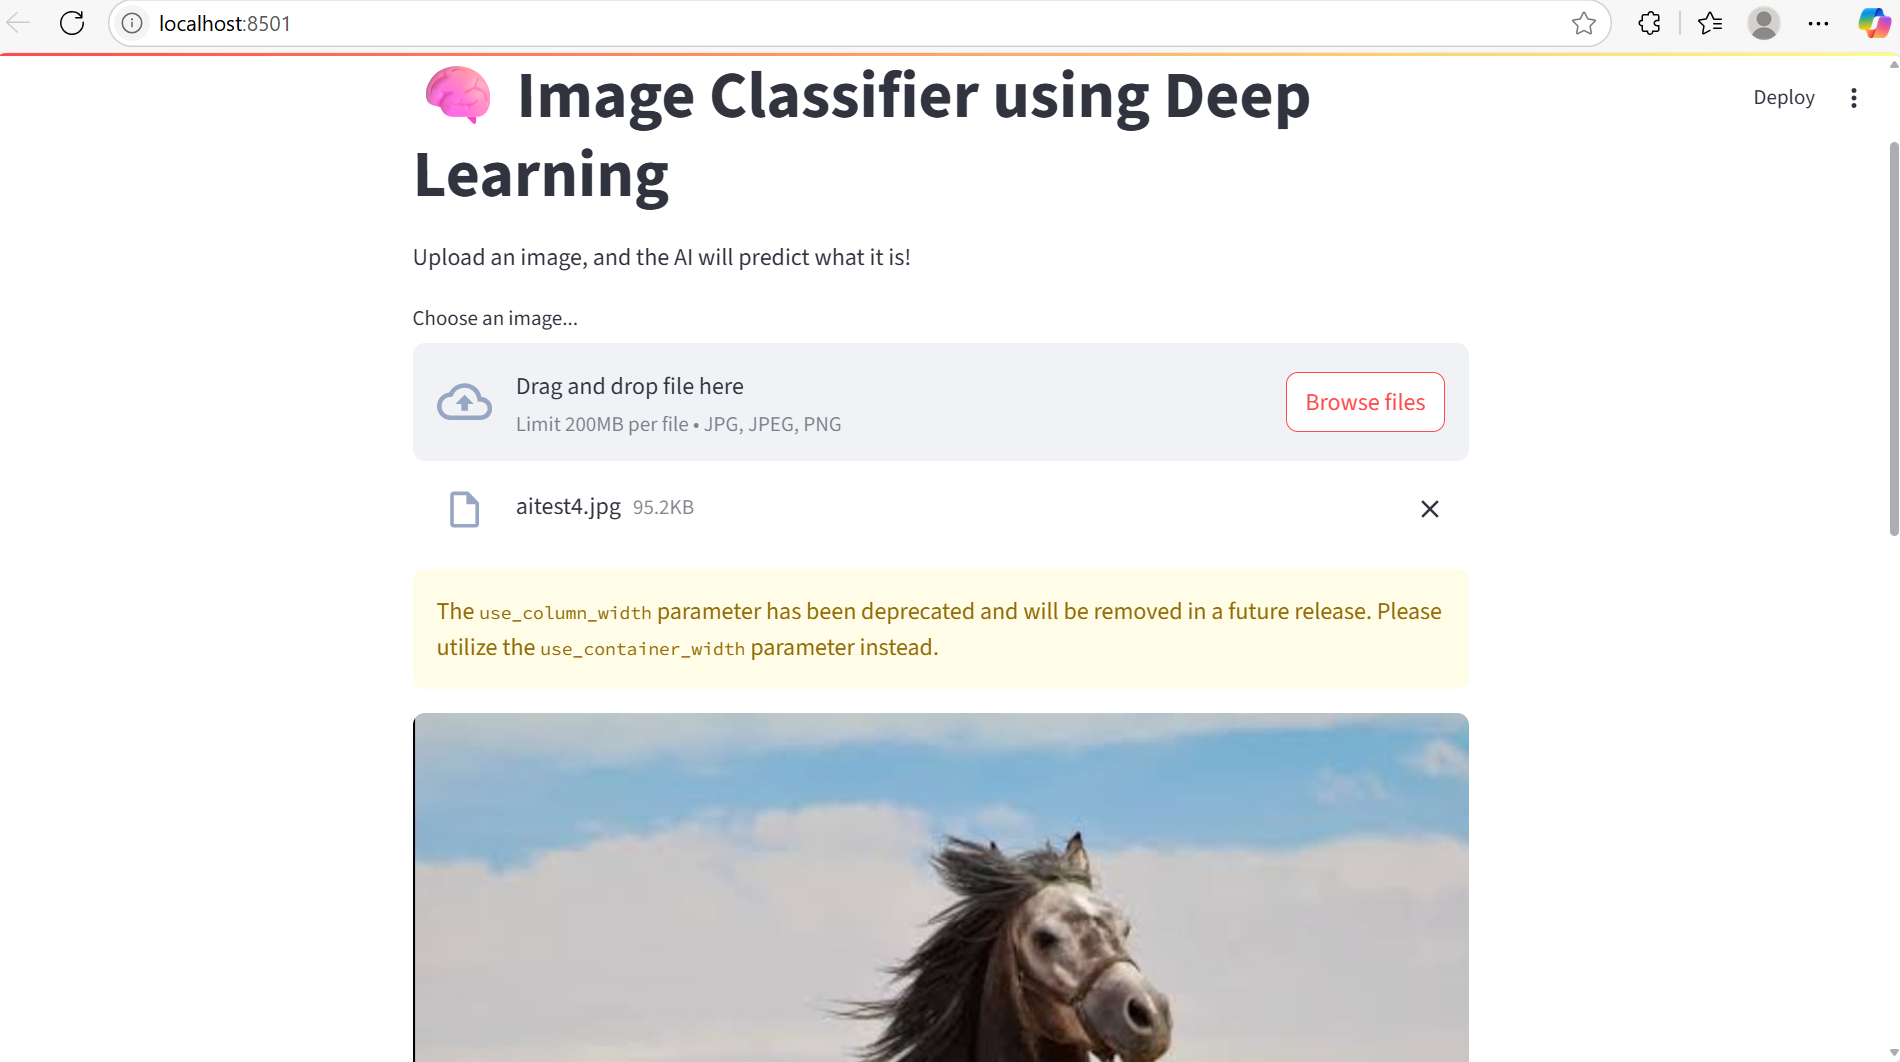 localhost:8501
Deploy
Image Classifier using Deep
Learning
Upload an image, and the AI will predict what it is!
Choose an image...
Drag and drop file here
Limit 200MB per file • JPG, JPEG, PNG
Browse files
aitest4.jpg 95.2KB
The use_column_width parameter has been deprecated and will be removed in a future release. Please
utilize the use_container_width parameter instead.